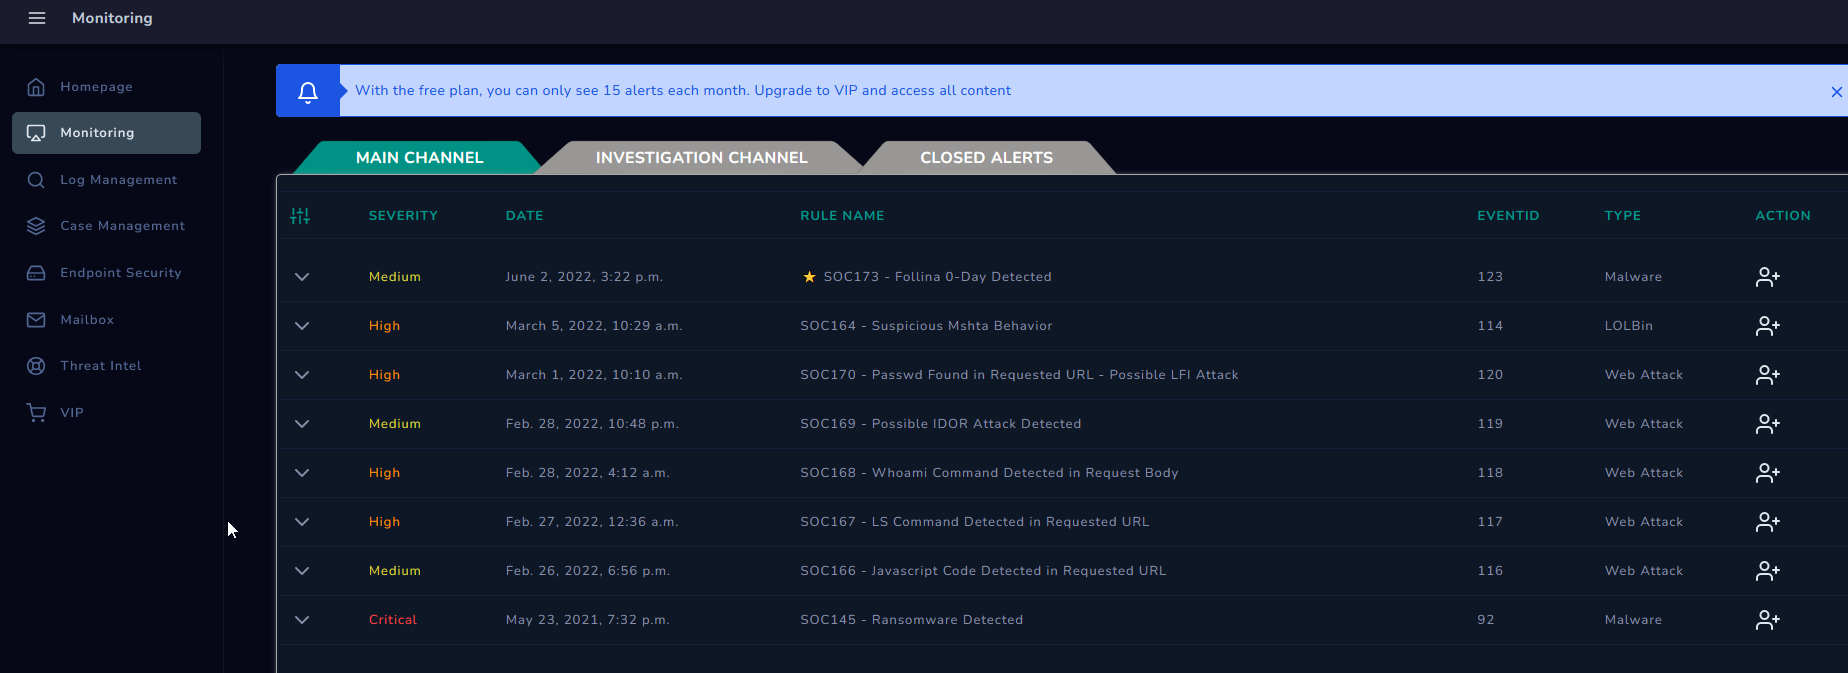 Monitoring
Homepage
Monitoring
Log Management
Case Management
Endpoint Security
Mailbox
Threat Intel
VIP
With the free plan, you can only see 15 alerts each month. Upgrade to VIP and access all content
MAIN CHANNEL INVESTIGATION CHANNEL CLOSED ALERTS
SEVERITY DATE RULE NAME EVENTID TYPE ACTION
Medium June 2, 2022, 3:22 p.m. SOC173 - Follina 0-Day Detected 123 Malware
High March 5, 2022, 10:29 a.m. SOC164 - Suspicious Mshta Behavior 114 LOLBin
High March 1, 2022, 10:10 a.m. SOC170 - Passwd Found in Requested URL - Possible LFI Attack 120 Web Attack
Medium Feb. 28, 2022, 10:48 p.m. SOC169 - Possible IDOR Attack Detected 119 Web Attack
High Feb. 28, 2022, 4:12 a.m. SOC168 - Whoami Command Detected in Request Body 118 Web Attack
High Feb. 27, 2022, 12:36 a.m. SOC167 - LS Command Detected in Requested URL 117 Web Attack
Medium Feb. 26, 2022, 6:56 p.m. SOC166 - Javascript Code Detected in Requested URL 116 Web Attack
Critical May 23, 2021, 7:32 p.m. SOC145 - Ransomware Detected 92 Malware